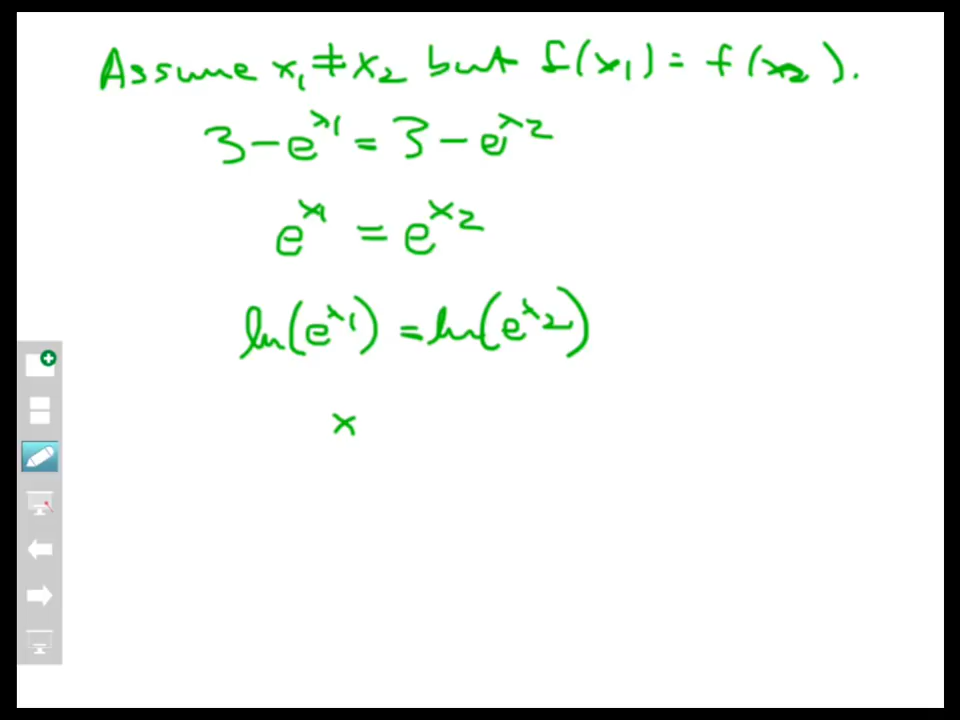 Assume x₁ ≠ x₂ but f(x₁) = f(x₂).
3 - e^x₁ = 3 - e^x₂
e^x₁ = e^x₂
ln(e^x₁) = ln(e^x₂)
x